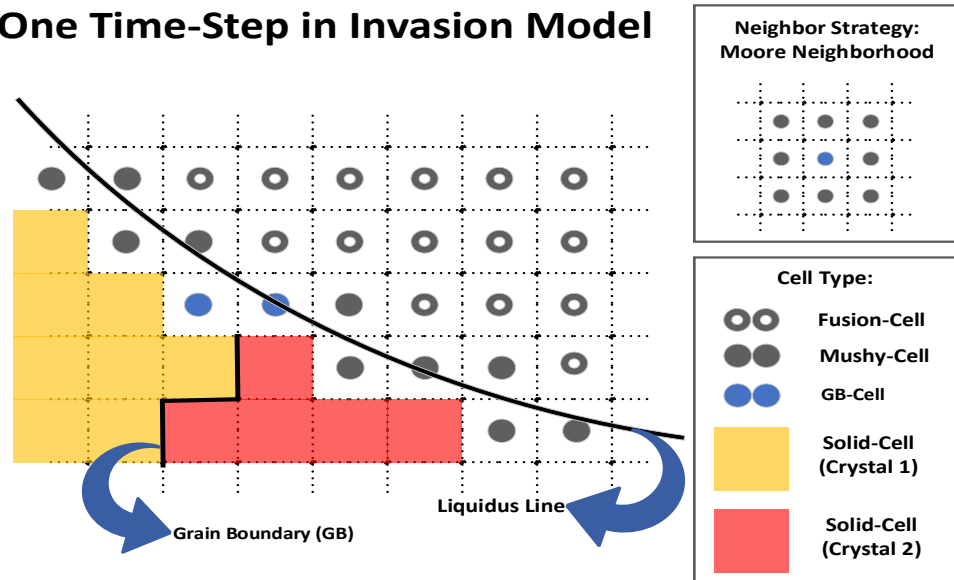 One Time-Step in Invasion Model
Neighbor Strategy:
Moore Neighborhood
Cell Type:
Fusion-Cell
Mushy-Cell
GB-Cell
Solid-Cell
(Crystal 1)
Solid-Cell
(Crystal 2)
Liquidus Line
Grain Boundary (GB)